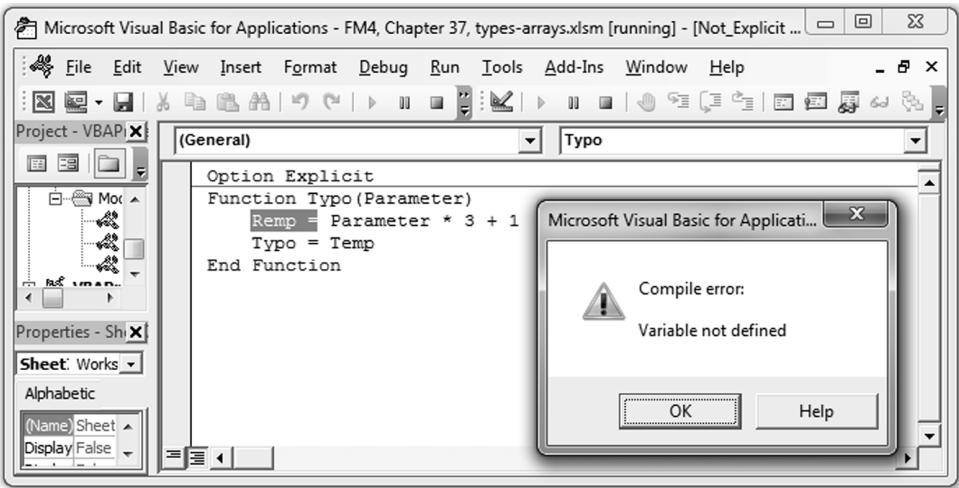 Microsoft Visual Basic for Applications - FM4, Chapter 37, types-arrays.xlsm [running] - [Not_Explicit ...
File Edit View Insert Format Debug Run Tools Add-Ins Window Help
Project - VBAP
(General)
Typo
Mod
Option Explicit
Function Typo(Parameter)
Remp = Parameter * 3 + 1
Typo = Temp
End Function
Microsoft Visual Basic for Applicati...
Compile error:
Variable not defined
OK
Help
Properties - Sh
Sheet: Works
Alphabetic
(Name) Sheet
Display False